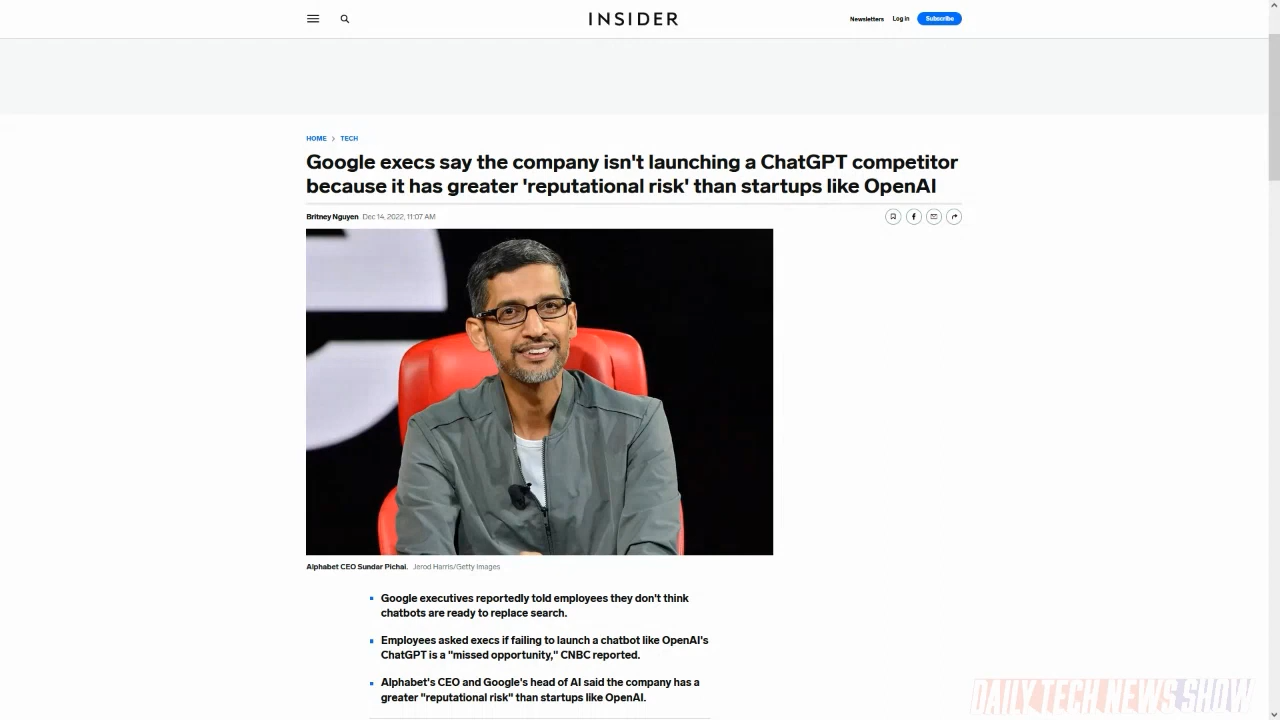 INSIDER
Newsletters Log in Subscribe
HOME > TECH
Google execs say the company isn't launching a ChatGPT competitor
because it has greater 'reputational risk' than startups like OpenAI
Britney Nguyen Dec 14, 2022, 11:07 AM
Alphabet CEO Sundar Pichai. Jerod Harris/Getty Images
Google executives reportedly told employees they don't think
chatbots are ready to replace search.
Employees asked execs if failing to launch a chatbot like OpenAI's
ChatGPT is a "missed opportunity," CNBC reported.
Alphabet's CEO and Google's head of AI said the company has a
greater "reputational risk" than startups like OpenAI.
DAILY TECH NEWS SHOW